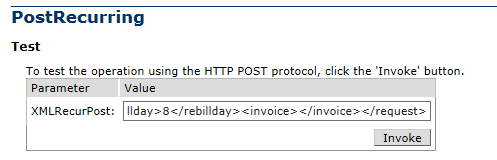 PostRecurring
Test
To test the operation using the HTTP POST protocol, click the 'Invoke' button.
Parameter Value
XMLRecurPost: llday>8</rebillday><invoice></invoice></request>
Invoke